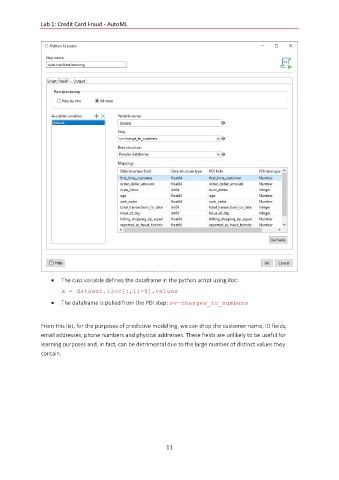 Lab 1: Credit Card Fraud - AutoML
Python Executor
Step name:
auto machine learning
Script Input Output
Row processing
Row by row All rows
Available variables:
dataset
Variable name:
dataset
Step:
sv-change_to_numbers
Data structure:
Pandas dataframe
Mapping:
Data structure field Data structure type PDI field PDI data type
first_time_customer float64 first_time_customer Number
order_dollar_amount float64 order_dollar_amount Number
num_items int64 num_items Integer
age float64 age Number
web_order float64 web_order Number
total_transactions_to_date int64 total_transactions_to_date Integer
hour_of_day int64 hour_of_day Integer
billing_shipping_zip_equal float64 billing_shipping_zip_equal Number
reported_as_fraud_historic float64 reported_as_fraud_historic Number
Get fields
Help OK Cancel
• The cust variable defines the dataframe in the python script using iloc:
x = dataset.iloc[:,1:-1].values
• The dataframe is pulled from the PDI step: sv-changes_to_numbers
From this list, for the purposes of predictive modelling, we can drop the customer name, ID fields,
email addresses, phone numbers and physical addresses. These fields are unlikely to be useful for
learning purposes and, in fact, can be detrimental due to the large number of distinct values they
contain.
11